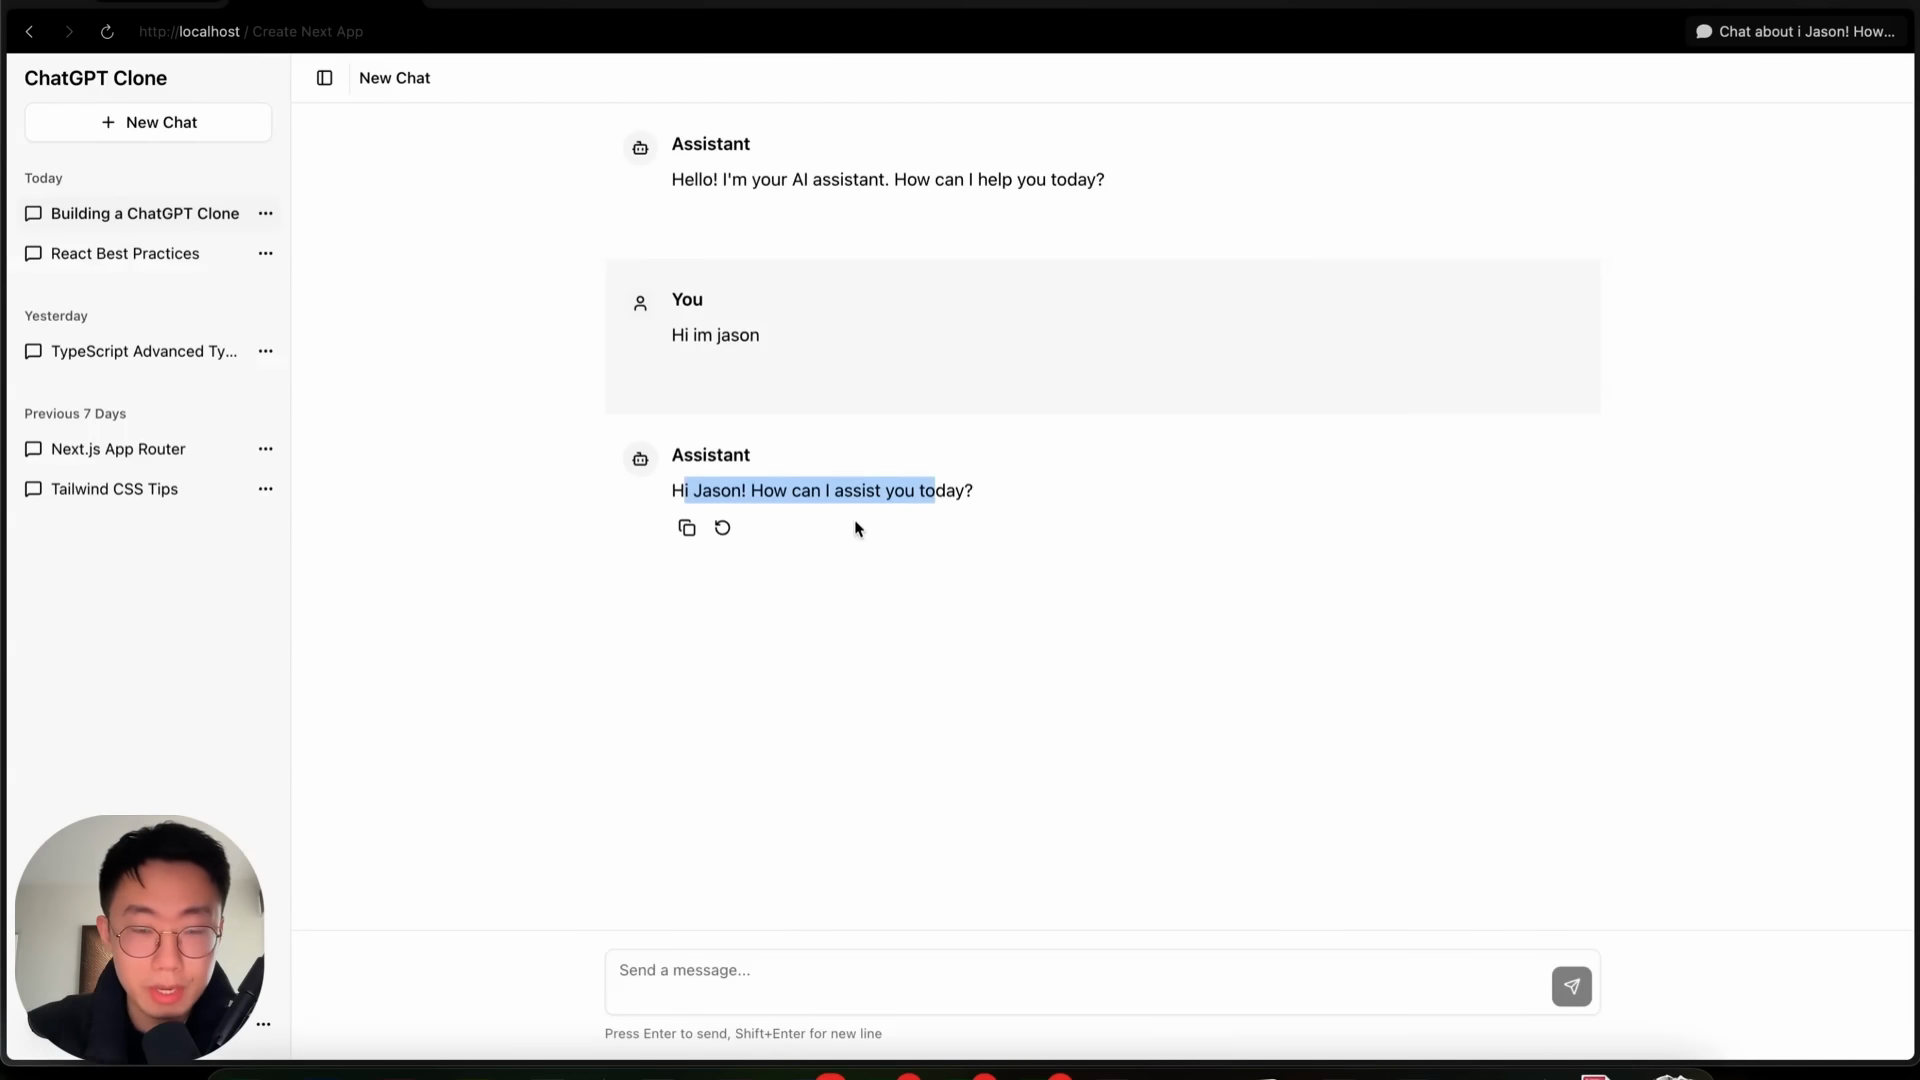 http://localhost / Create Next App
Chat about i Jason! How...
ChatGPT Clone
New Chat
New Chat
Today
Building a ChatGPT Clone
React Best Practices
Yesterday
TypeScript Advanced Ty...
Previous 7 Days
Next.js App Router
Tailwind CSS Tips
Assistant
Hello! I'm your AI assistant. How can I help you today?
You
Hi im jason
Assistant
Hi Jason! How can I assist you today?
Send a message...
Press Enter to send, Shift+Enter for new line